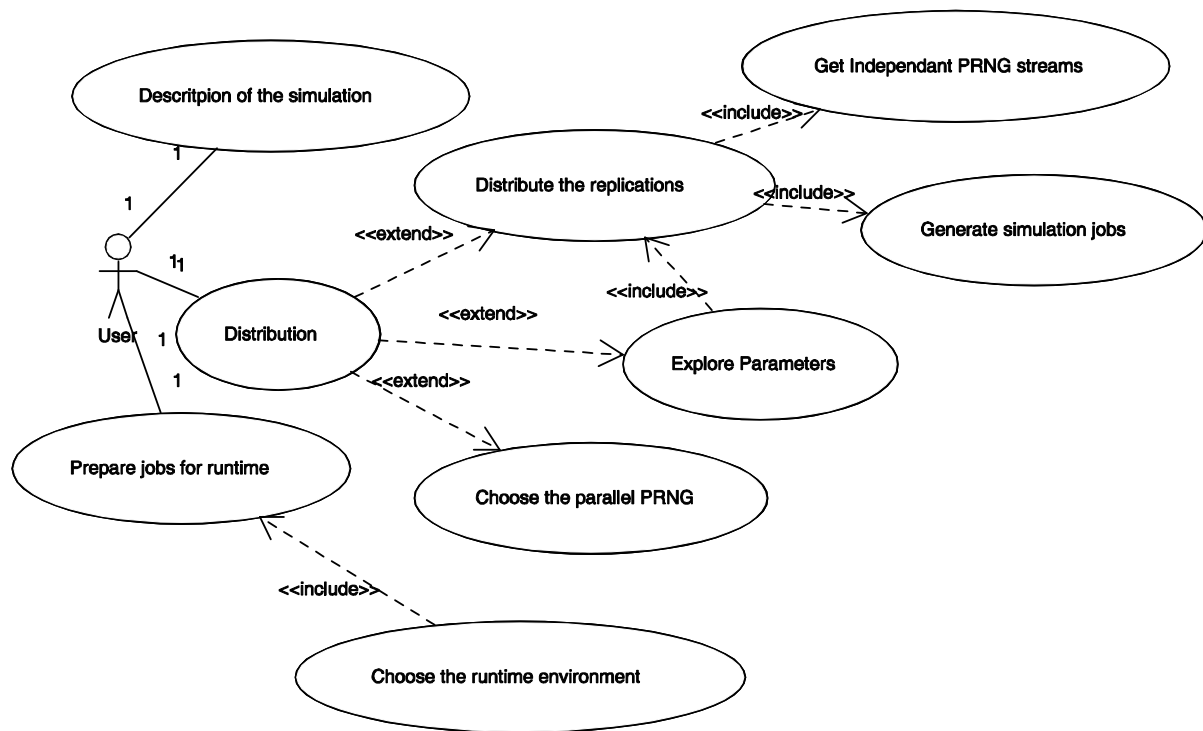 Get Independant PRNG streams
Descritpion of the simulation
<<include>>
1
Distribute the replications
<<include>>
1
Generate simulation jobs
<<extend>>
1
1
<<include>>
<<extend>>
User
1
Distribution
Explore Parameters
1
<<extend>>
Prepare jobs for runtime
Choose the parallel PRNG
<<include>>
Choose the runtime environment